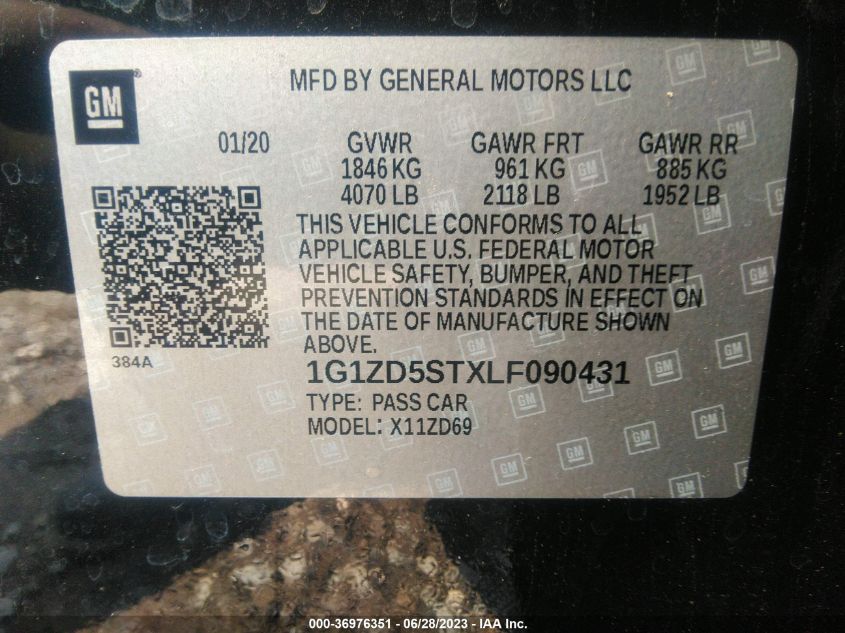 GM
MFD BY GENERAL MOTORS LLC
01/20 GVWR GAWR FRT GAWR RR
1846 KG 961 KG 885 KG
4070 LB 2118 LB 1952 LB
THIS VEHICLE CONFORMS TO ALL
APPLICABLE U.S. FEDERAL MOTOR
VEHICLE SAFETY, BUMPER, AND THEFT
PREVENTION STANDARDS IN EFFECT ON
THE DATE OF MANUFACTURE SHOWN
ABOVE.
384A
1G1ZD5STXLF090431
TYPE: PASS CAR
MODEL: X11ZD69
000-36976351 / 06/28/2023 - IAA Inc.